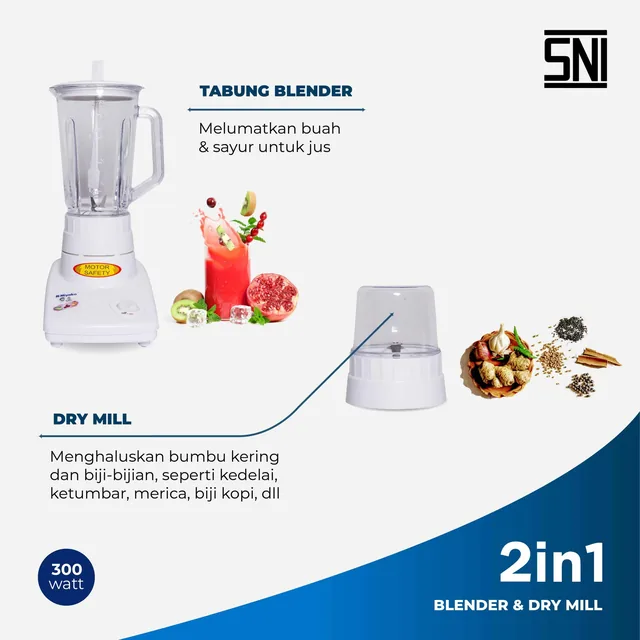 SNI
TABUNG BLENDER
Melumatkan buah
& sayur untuk jus
MOTOR
SAFETY
DRY MILL
Menghaluskan bumbu kering
dan biji-bijian, seperti kedelai,
ketumbar, merica, biji kopi, dll
300
watt
2in1
BLENDER & DRY MILL